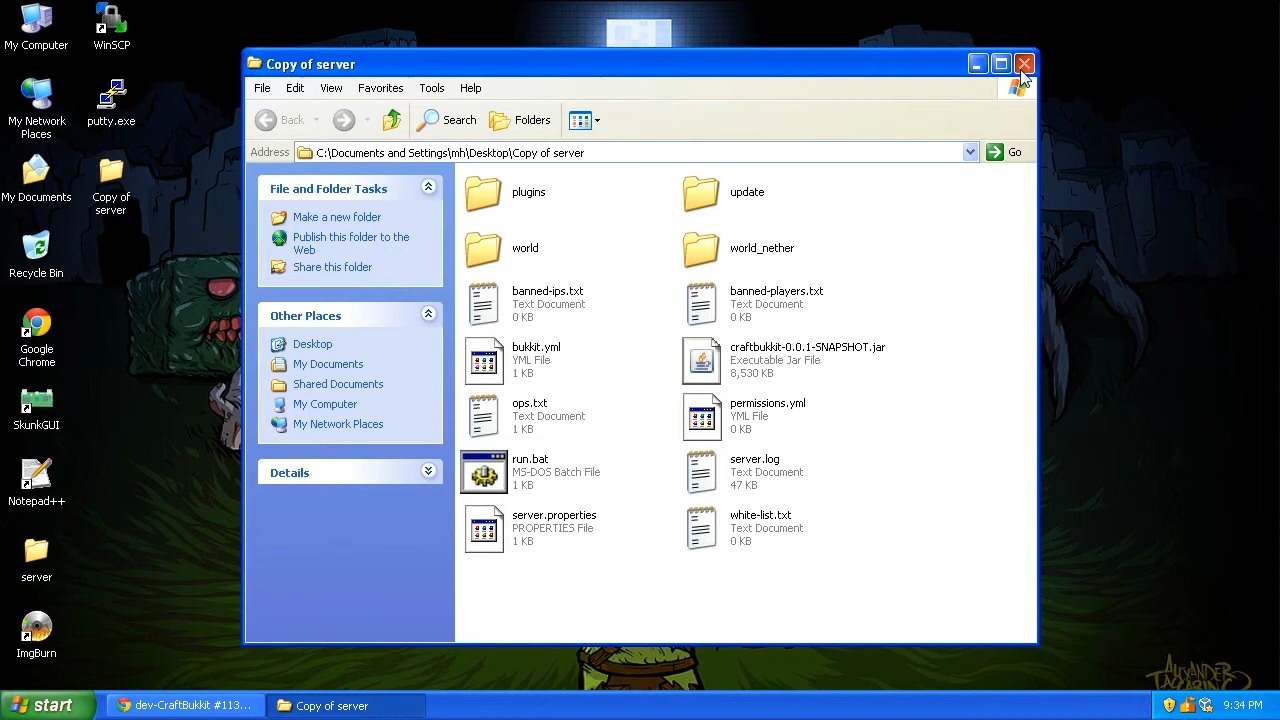 My Computer
WinSCP
My Network
Places
putty.exe
My Documents
Copy of
server
Recycle Bin
Google
Chrome
SkunkGUI
Notepad++
server
ImgBurn
Copy of server
File Edit View Favorites Tools Help
Back Search Folders
Address C:\Documents and Settings\mh\Desktop\Copy of server Go
File and Folder Tasks
Make a new folder
Publish this folder to the
Web
Share this folder
Other Places
Desktop
My Documents
Shared Documents
My Computer
My Network Places
Details
plugins
update
world
world_nether
banned-ips.txt
Text Document
0 KB
banned-players.txt
Text Document
0 KB
bukkit.yml
YML File
1 KB
craftbukkit-0.0.1-SNAPSHOT.jar
Executable Jar File
8,530 KB
ops.txt
Text Document
1 KB
permissions.yml
YML File
0 KB
run.bat
MS-DOS Batch File
1 KB
server.log
Text Document
47 KB
server.properties
PROPERTIES File
1 KB
white-list.txt
Text Document
0 KB
ALEXANDER
start
dev-CraftBukkit #113...
Copy of server
9:34 PM